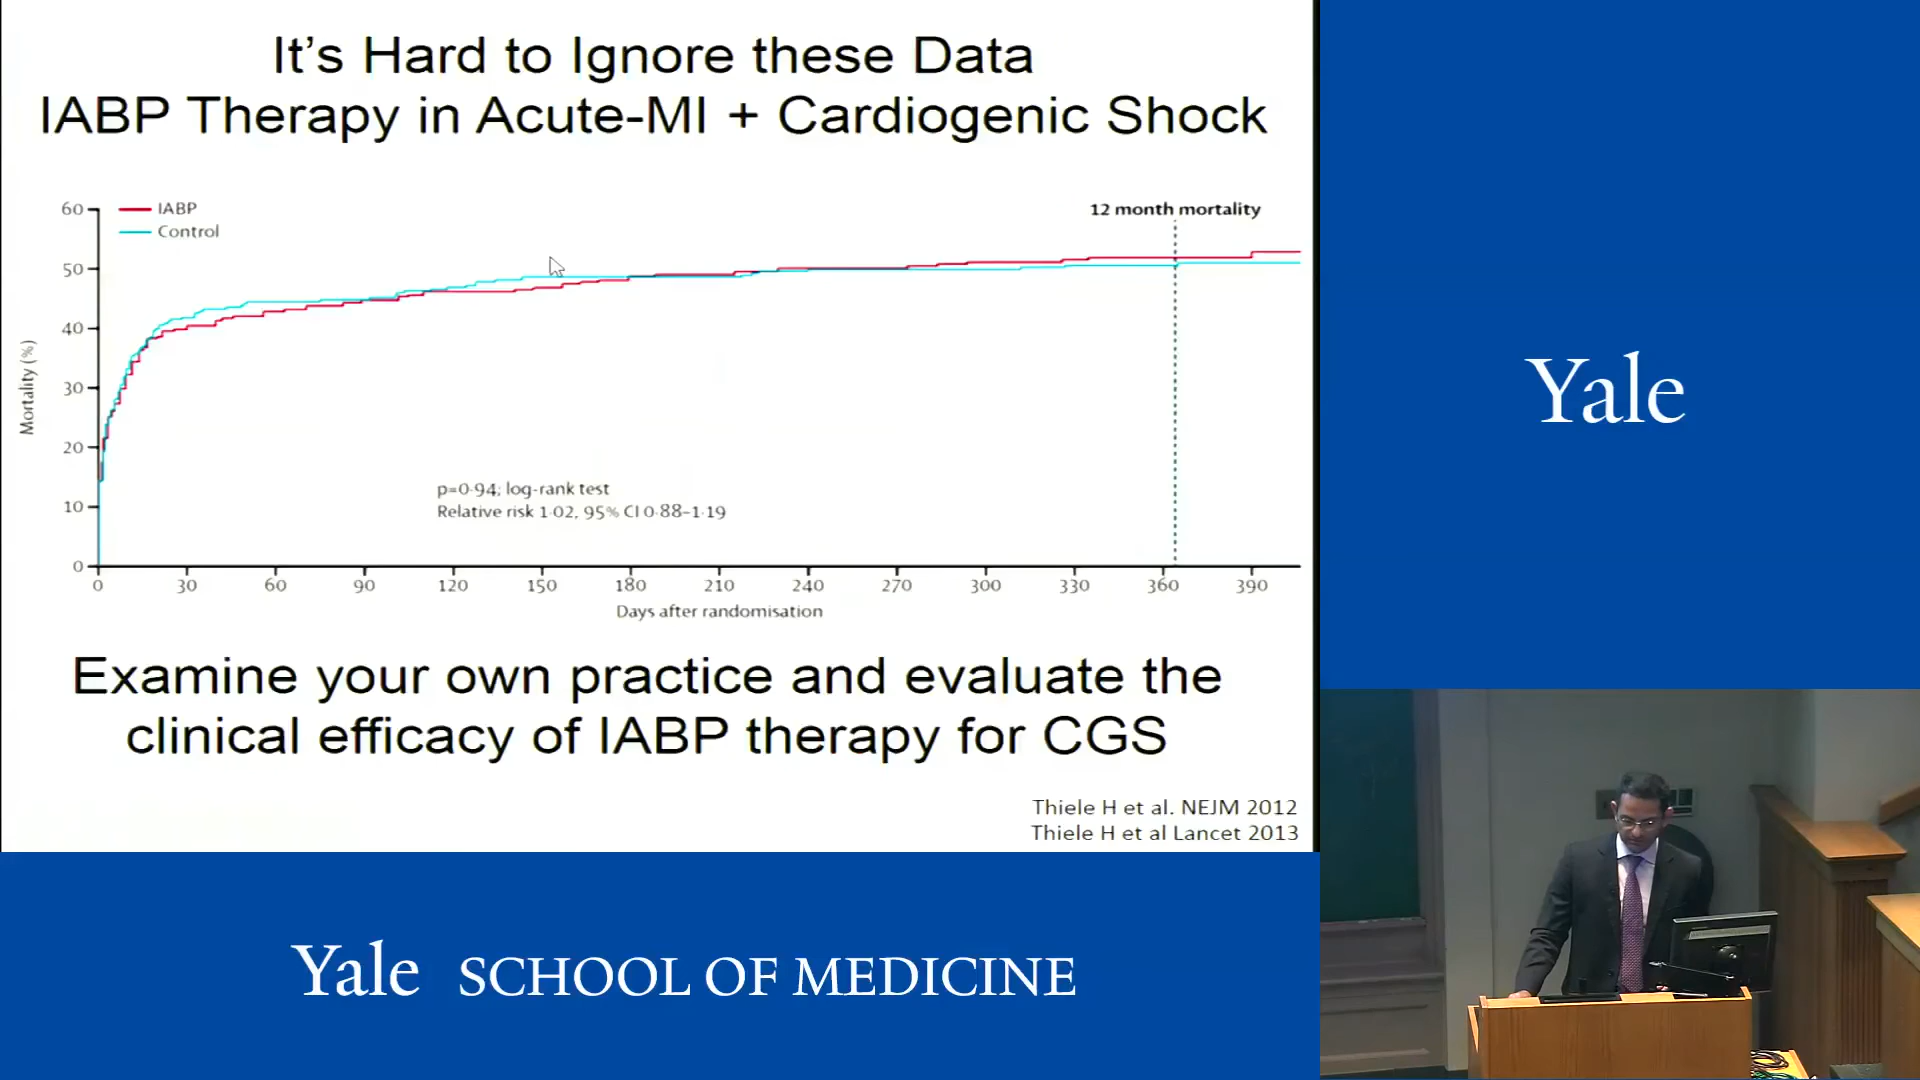 It's Hard to Ignore these Data
IABP Therapy in Acute-MI + Cardiogenic Shock
60
50
40
30
20
10
0
Mortality (%)
IABP
Control
12 month mortality
p=0·94; log-rank test
Relative risk 1·02, 95% CI 0·88–1·19
0 30 60 90 120 150 180 210 240 270 300 330 360 390
Days after randomisation
Examine your own practice and evaluate the
clinical efficacy of IABP therapy for CGS
Thiele H et al. NEJM 2012
Thiele H et al Lancet 2013
Yale
Yale SCHOOL OF MEDICINE